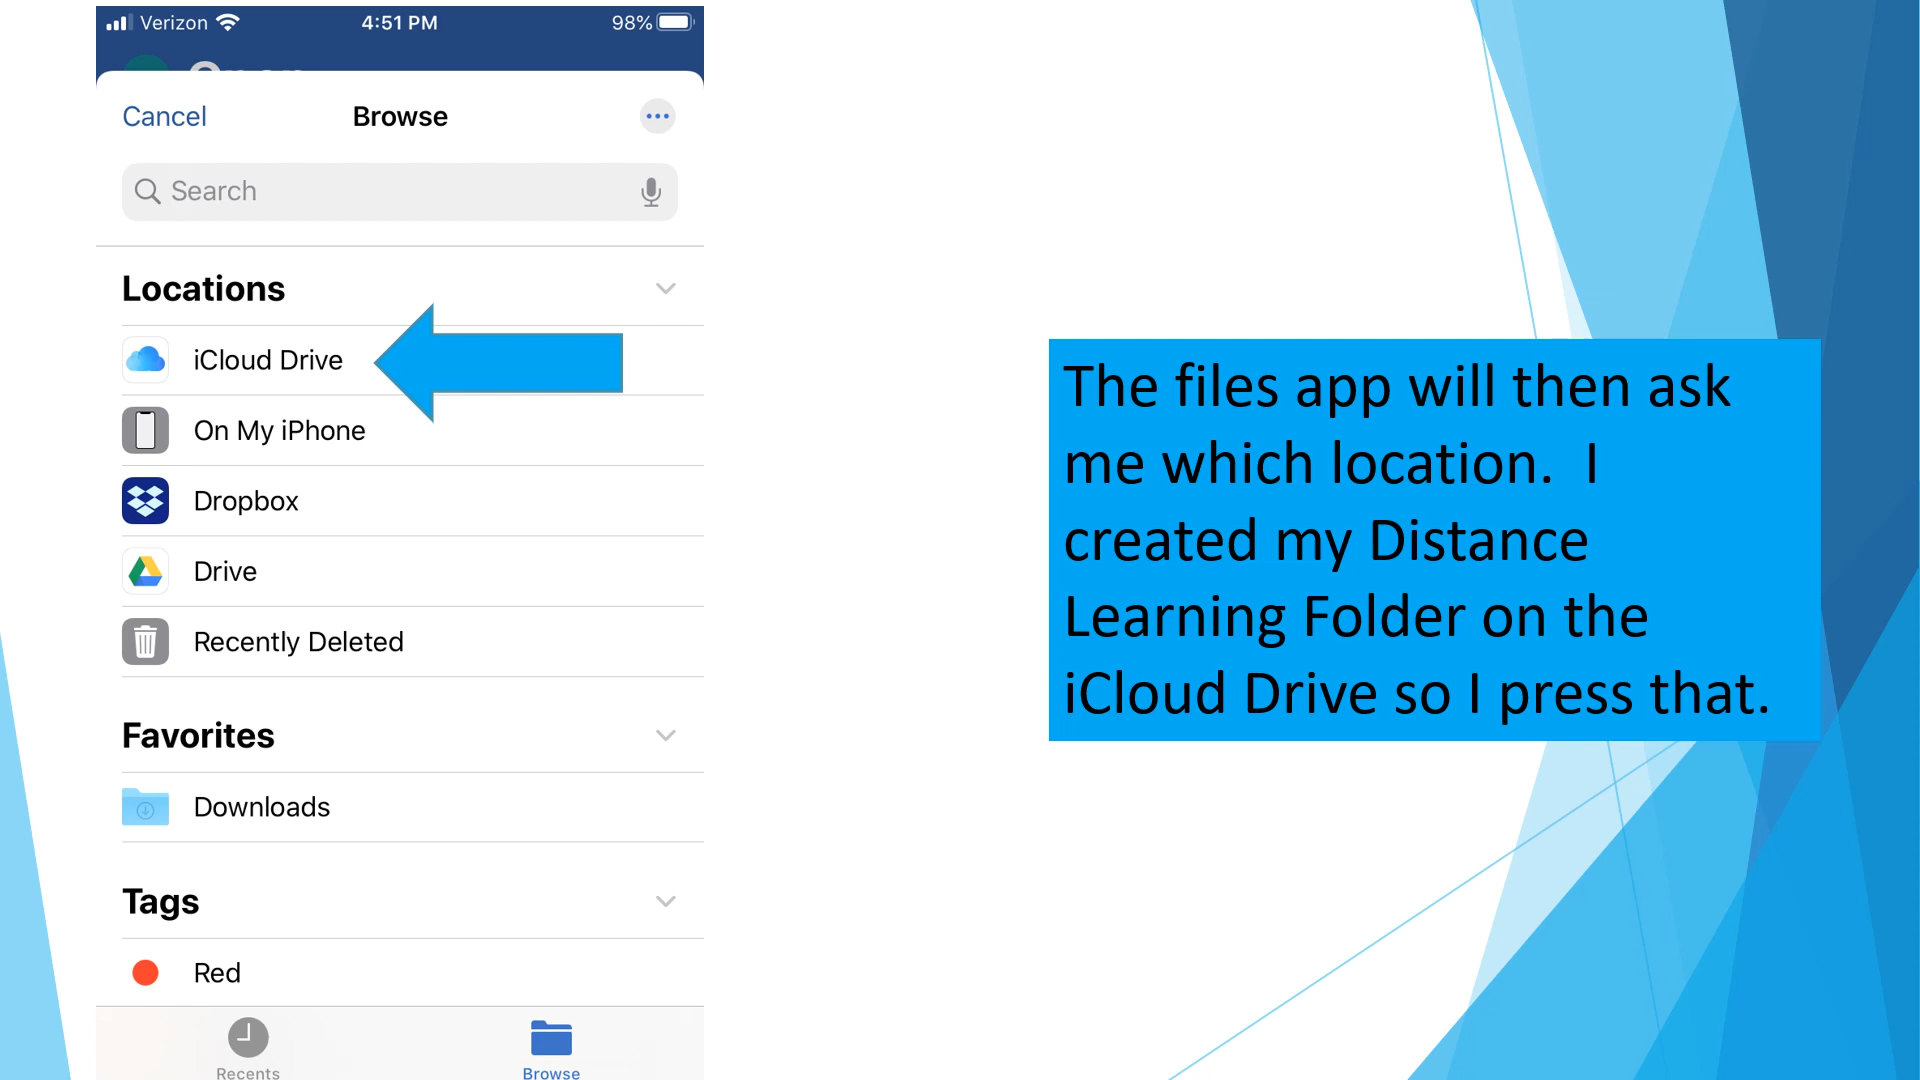 Verizon 4:51 PM 98%
Cancel Browse
Search
Locations
iCloud Drive
On My iPhone
Dropbox
Drive
Recently Deleted
Favorites
Downloads
Tags
Red
Recents Browse
The files app will then ask
me which location.  I
created my Distance
Learning Folder on the
iCloud Drive so I press that.